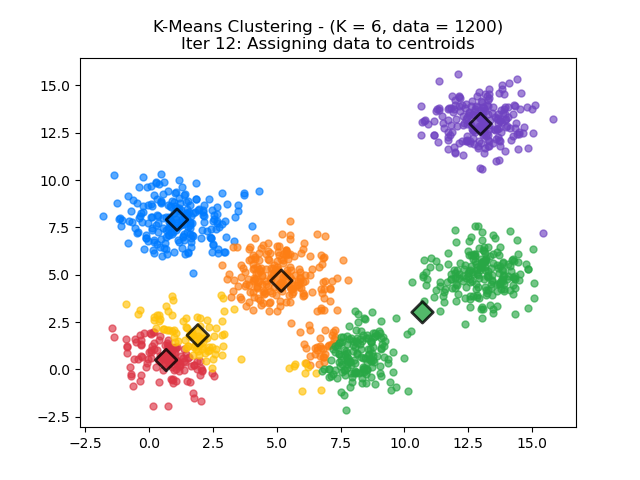 K-Means Clustering - (K = 6, data = 1200)
Iter 12: Assigning data to centroids
15.0
12.5
10.0
7.5
5.0
2.5
0.0
−2.5
−2.5 0.0 2.5 5.0 7.5 10.0 12.5 15.0